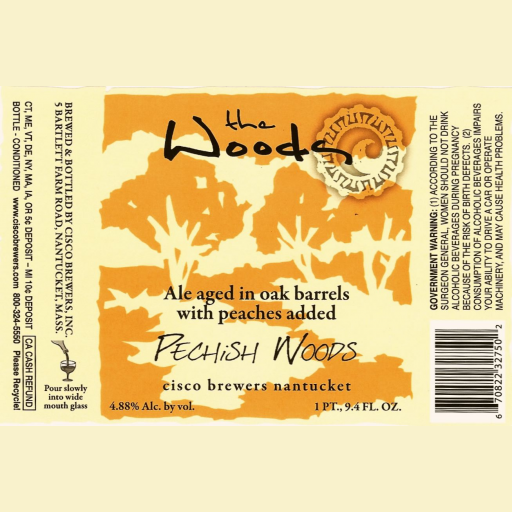 CT, ME, VT, DE, NY, MA, IA, OR 5¢ DEPOSIT - MI 10¢ DEPOSIT CA CASH REFUND
BOTTLE - CONDITIONED www.ciscobrewers.com 800-324-5550 Please Recycle!
BREWED & BOTTLED BY CISCO BREWERS, INC.
5 BARTLETT FARM ROAD, NANTUCKET, MASS.
Pour slowly
into wide
mouth glass
the
Woods
Ale aged in oak barrels
with peaches added
PECHISH WOODS
cisco brewers nantucket
4.88% Alc. by vol.
1 PT., 9.4 FL. OZ.
GOVERNMENT WARNING: (1) ACCORDING TO THE
SURGEON GENERAL, WOMEN SHOULD NOT DRINK
ALCOHOLIC BEVERAGES DURING PREGNANCY
BECAUSE OF THE RISK OF BIRTH DEFECTS. (2)
CONSUMPTION OF ALCOHOLIC BEVERAGES IMPAIRS
YOUR ABILITY TO DRIVE A CAR OR OPERATE
MACHINERY, AND MAY CAUSE HEALTH PROBLEMS.
6 70822 32750 2